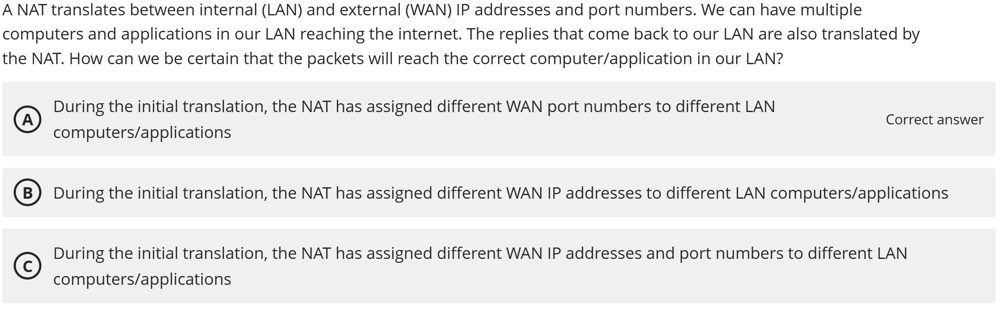 A NAT translates between internal (LAN) and external (WAN) IP addresses and port numbers. We can have multiple
computers and applications in our LAN reaching the internet. The replies that come back to our LAN are also translated by
the NAT. How can we be certain that the packets will reach the correct computer/application in our LAN?
A
During the initial translation, the NAT has assigned different WAN port numbers to different LAN
computers/applications
Correct answer
B
During the initial translation, the NAT has assigned different WAN IP addresses to different LAN computers/applications
C
During the initial translation, the NAT has assigned different WAN IP addresses and port numbers to different LAN
computers/applications